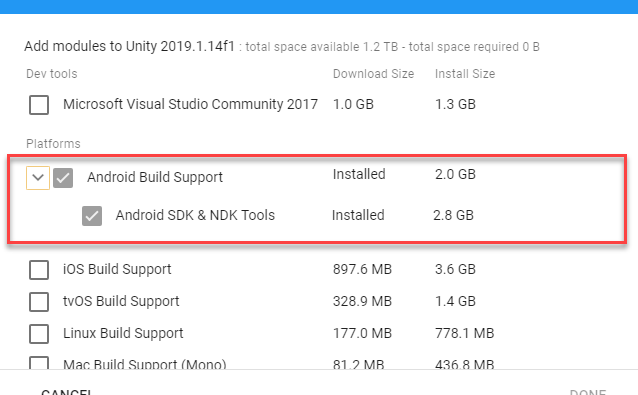 Add modules to Unity 2019.1.14f1 : total space available 1.2 TB - total space required 0 B
Dev tools Download Size Install Size
Microsoft Visual Studio Community 2017 1.0 GB 1.3 GB
Platforms
Android Build Support Installed 2.0 GB
Android SDK & NDK Tools Installed 2.8 GB
iOS Build Support 897.6 MB 3.6 GB
tvOS Build Support 328.9 MB 1.4 GB
Linux Build Support 177.0 MB 778.1 MB
Mac Build Support (Mono) 81.2 MB 436.8 MB
CANCEL DONE